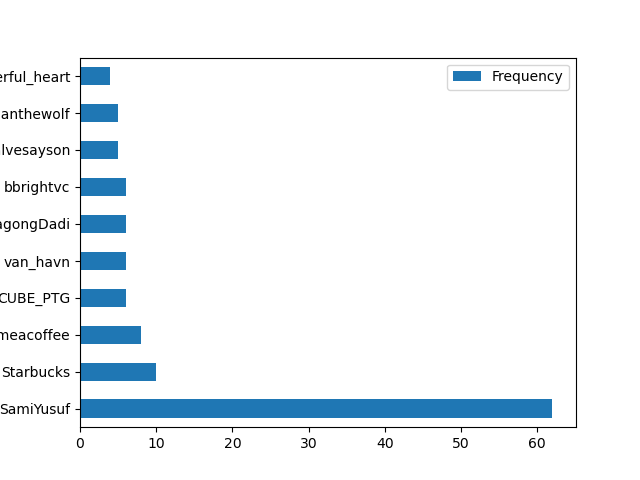 Frequency
erful_heart
anthewolf
lvesayson
bbrightvc
agongDadi
van_havn
CUBE_PTG
meacoffee
Starbucks
SamiYusuf
0 10 20 30 40 50 60